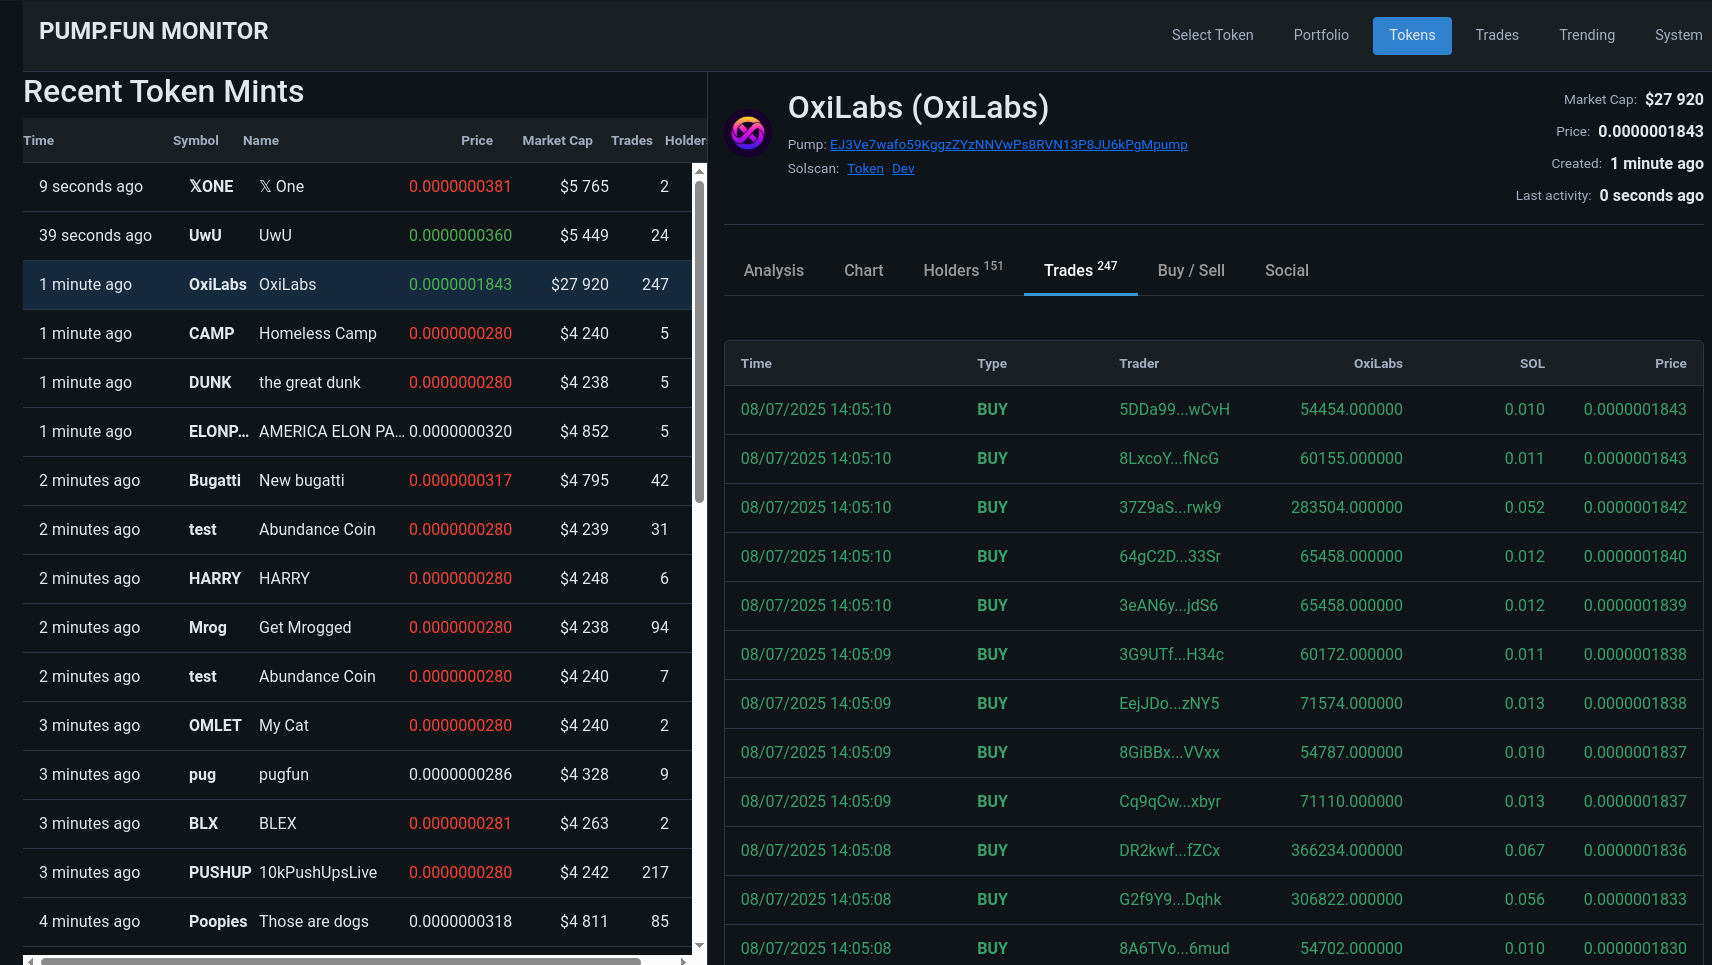 PUMP.FUN MONITOR
Select Token Portfolio Tokens Trades Trending System
Recent Token Mints
Time Symbol Name Price Market Cap Trades Holder
9 seconds ago 𝕏ONE 𝕏 One 0.0000000381 $5 765 2
39 seconds ago UwU UwU 0.0000000360 $5 449 24
1 minute ago OxiLabs OxiLabs 0.0000001843 $27 920 247
1 minute ago CAMP Homeless Camp 0.0000000280 $4 240 5
1 minute ago DUNK the great dunk 0.0000000280 $4 238 5
1 minute ago ELONP... AMERICA ELON PA... 0.0000000320 $4 852 5
2 minutes ago Bugatti New bugatti 0.0000000317 $4 795 42
2 minutes ago test Abundance Coin 0.0000000280 $4 239 31
2 minutes ago HARRY HARRY 0.0000000280 $4 248 6
2 minutes ago Mrog Get Mrogged 0.0000000280 $4 238 94
2 minutes ago test Abundance Coin 0.0000000280 $4 240 7
3 minutes ago OMLET My Cat 0.0000000280 $4 240 2
3 minutes ago pug pugfun 0.0000000286 $4 328 9
3 minutes ago BLX BLEX 0.0000000281 $4 263 2
3 minutes ago PUSHUP 10kPushUpsLive 0.0000000280 $4 242 217
4 minutes ago Poopies Those are dogs 0.0000000318 $4 811 85
OxiLabs (OxiLabs)
Pump: EJ3Ve7wafo59KggzZYzNNVwPs8RVN13P8JU6kPgMpump
Solscan: Token Dev
Market Cap: $27 920
Price: 0.0000001843
Created: 1 minute ago
Last activity: 0 seconds ago
Analysis Chart Holders 151 Trades 247 Buy / Sell Social
Time Type Trader OxiLabs SOL Price
08/07/2025 14:05:10 BUY 5DDa99...wCvH 54454.000000 0.010 0.0000001843
08/07/2025 14:05:10 BUY 8LxcoY...fNcG 60155.000000 0.011 0.0000001843
08/07/2025 14:05:10 BUY 37Z9aS...rwk9 283504.000000 0.052 0.0000001842
08/07/2025 14:05:10 BUY 64gC2D...33Sr 65458.000000 0.012 0.0000001840
08/07/2025 14:05:10 BUY 3eAN6y...jdS6 65458.000000 0.012 0.0000001839
08/07/2025 14:05:09 BUY 3G9UTf...H34c 60172.000000 0.011 0.0000001838
08/07/2025 14:05:09 BUY EejJDo...zNY5 71574.000000 0.013 0.0000001838
08/07/2025 14:05:09 BUY 8GiBBx...VVxx 54787.000000 0.010 0.0000001837
08/07/2025 14:05:09 BUY Cq9qCw...xbyr 71110.000000 0.013 0.0000001837
08/07/2025 14:05:08 BUY DR2kwf...fZCx 366234.000000 0.067 0.0000001836
08/07/2025 14:05:08 BUY G2f9Y9...Dqhk 306822.000000 0.056 0.0000001833
08/07/2025 14:05:08 BUY 8A6TVo...6mud 54702.000000 0.010 0.0000001830